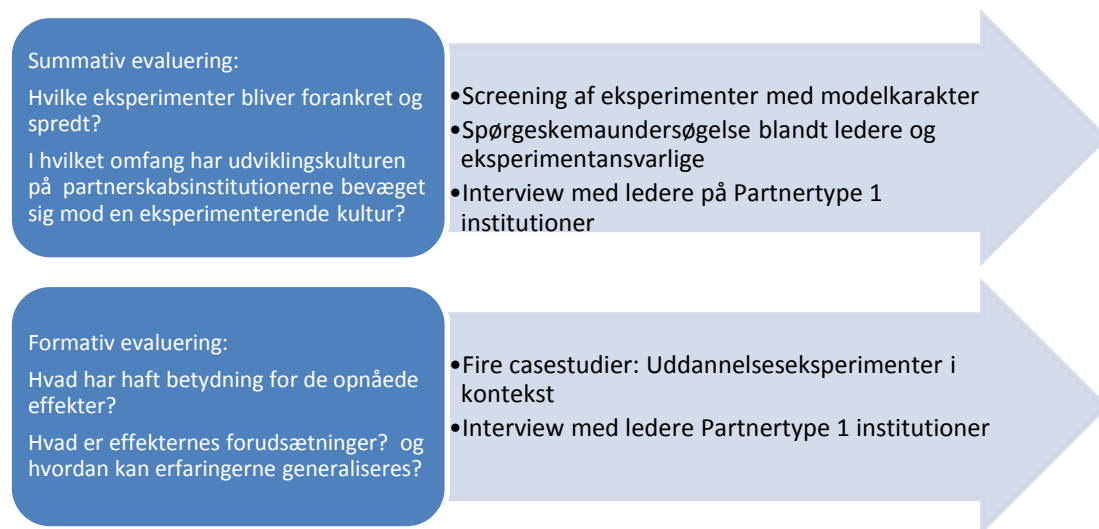 Summativ evaluering:
Hvilke eksperimenter bliver forankret og
spredt?
I hvilket omfang har udviklingskulturen
på partnerskabsinstitutionerne bevæget
sig mod en eksperimenterende kultur?
•Screening af eksperimenter med modelkarakter
•Spørgeskemaundersøgelse blandt ledere og
eksperimentansvarlige
•Interview med ledere på Partnertype 1
institutioner
Formativ evaluering:
Hvad har haft betydning for de opnåede
effekter?
Hvad er effekternes forudsætninger? og
hvordan kan erfaringerne generaliseres?
•Fire casestudier: Uddannelseseksperimenter i
kontekst
•Interview med ledere Partnertype 1 institutioner